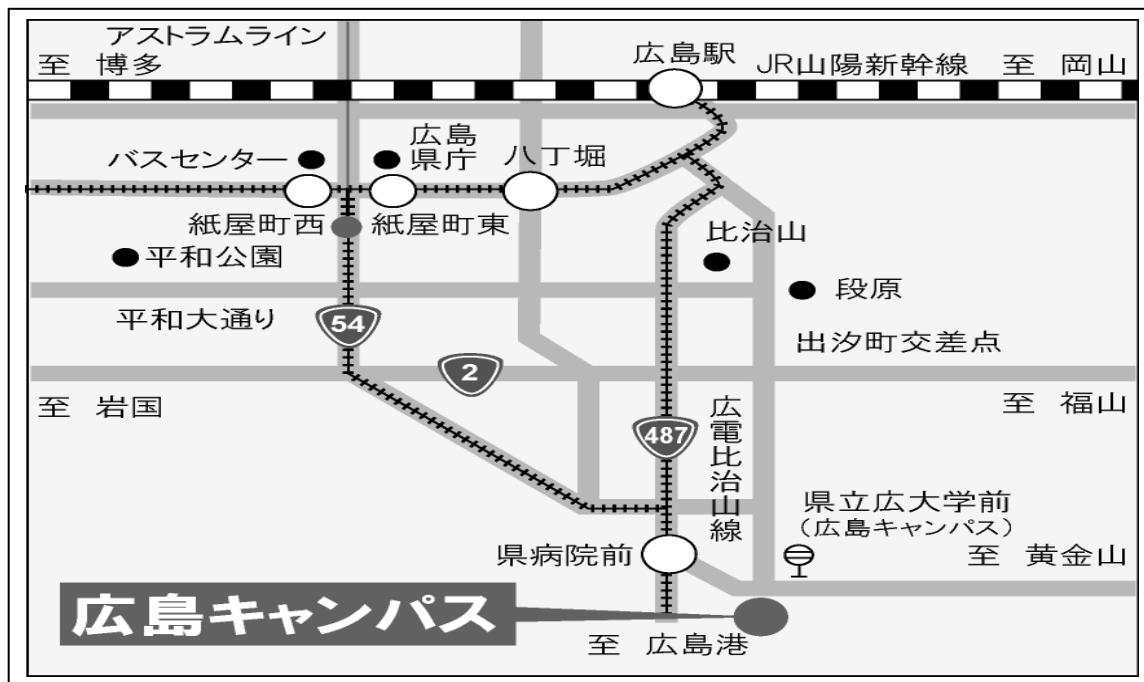 アストラムライン
至 博多
広島駅
JR山陽新幹線 至 岡山
バスセンター
広島
県庁
八丁堀
紙屋町西
紙屋町東
比治山
平和公園
段原
平和大通り
54
出汐町交差点
2
至 岩国
至 福山
487
広電比治山線
県立広大学前
（広島キャンパス）
県病院前
至 黄金山
広島キャンパス
至 広島港